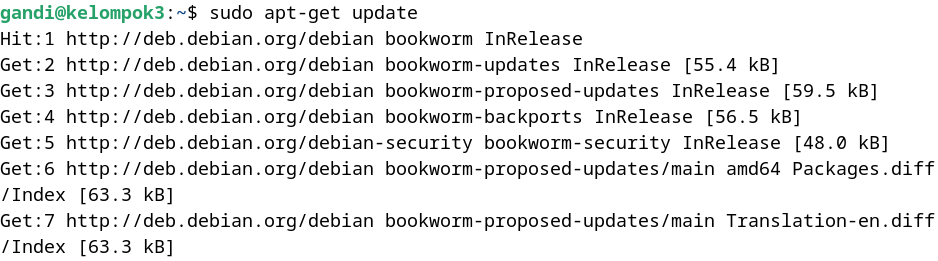 gandi@kelompok3:~$ sudo apt-get update
Hit:1 http://deb.debian.org/debian bookworm InRelease
Get:2 http://deb.debian.org/debian bookworm-updates InRelease [55.4 kB]
Get:3 http://deb.debian.org/debian bookworm-proposed-updates InRelease [59.5 kB]
Get:4 http://deb.debian.org/debian bookworm-backports InRelease [56.5 kB]
Get:5 http://deb.debian.org/debian-security bookworm-security InRelease [48.0 kB]
Get:6 http://deb.debian.org/debian bookworm-proposed-updates/main amd64 Packages.diff
/Index [63.3 kB]
Get:7 http://deb.debian.org/debian bookworm-proposed-updates/main Translation-en.diff
/Index [63.3 kB]